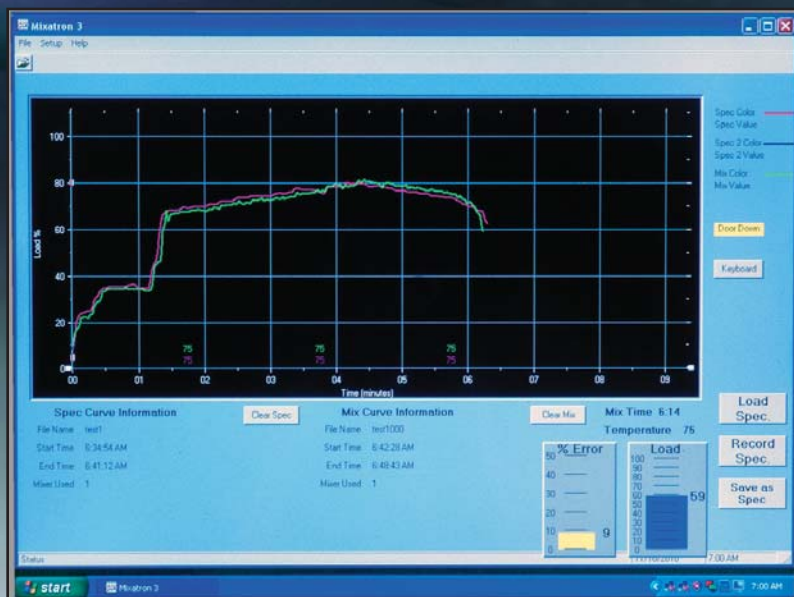 Mixatron 3
File Setup Help
Spec Color
Spec Value
Spec 2 Color
Spec 2 Value
Mix Color
Mix Value
Door Down
Keyboard
Load %
100
80
60
40
20
0
75 75 75
75 75 75
00 01 02 03 04 05 06 07 08 09
Time [minutes]
Spec Curve Information
Clear Spec
File Name test1
Start Time 6:34:54 AM
End Time 6:41:12 AM
Mixer Used 1
Mix Curve Information
Clear Mix
File Name test1000
Start Time 6:42:28 AM
End Time 6:48:43 AM
Mixer Used 1
Mix Time 6:14
Temperature 75
% Error
50
40
30
20
10
0
9
Load
100
90
80
70
60
50
40
30
20
10
0
59
Load
Spec.
Record
Spec.
Save as
Spec
Status
7:00 AM
start
Mixatron 3
7:00 AM